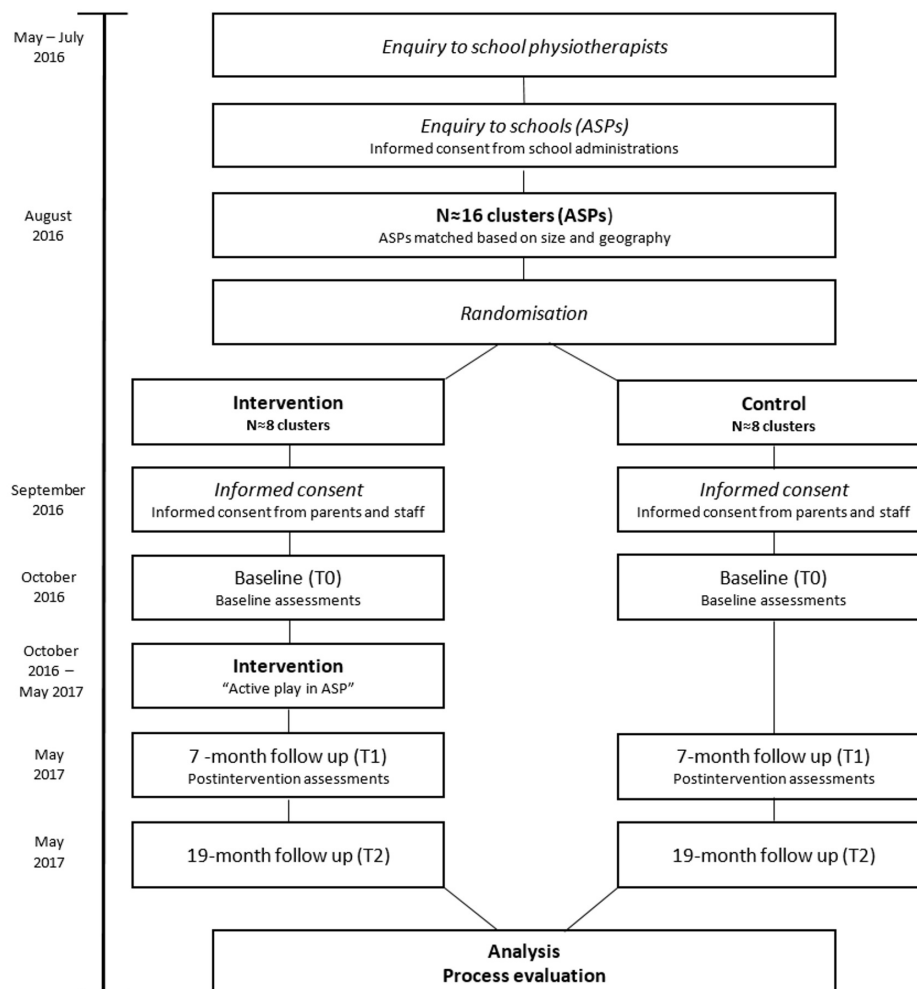 May – July
2016
Enquiry to school physiotherapists
Enquiry to schools (ASPs)
Informed consent from school administrations
August
2016
N≈16 clusters (ASPs)
ASPs matched based on size and geography
Randomisation
Intervention
N≈8 clusters
Control
N≈8 clusters
September
2016
Informed consent
Informed consent from parents and staff
Informed consent
Informed consent from parents and staff
October
2016
Baseline (T0)
Baseline assessments
Baseline (T0)
Baseline assessments
October
2016 –
May 2017
Intervention
“Active play in ASP”
May
2017
7 -month follow up (T1)
Postintervention assessments
7-month follow up (T1)
Postintervention assessments
May
2017
19-month follow up (T2)
19-month follow up (T2)
Analysis
Process evaluation